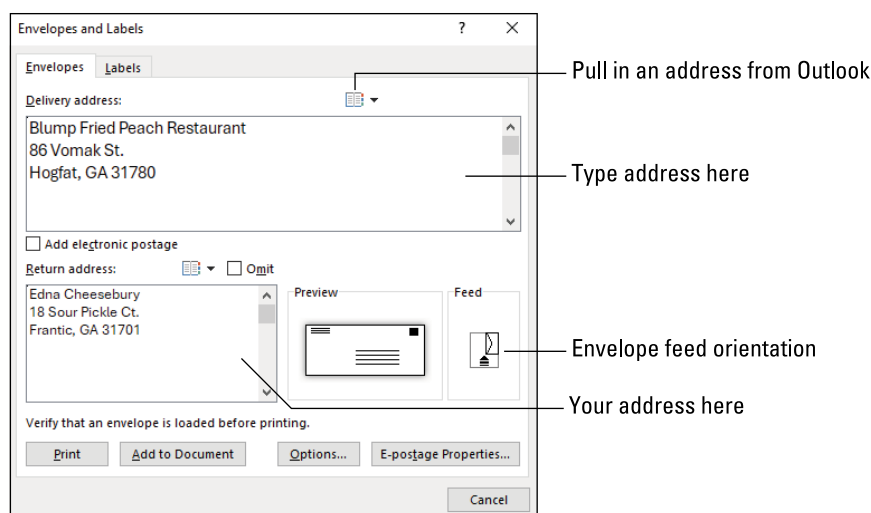 Envelopes and Labels
?
Envelopes
Labels
Pull in an address from Outlook
Delivery address:
Blump Fried Peach Restaurant
86 Vomak St.
Hogfat, GA 31780
Type address here
Add electronic postage
Return address:
Omit
Edna Cheesebury
18 Sour Pickle Ct.
Frantic, GA 31701
Preview
Feed
Envelope feed orientation
Your address here
Verify that an envelope is loaded before printing.
Print
Add to Document
Options...
E-postage Properties...
Cancel